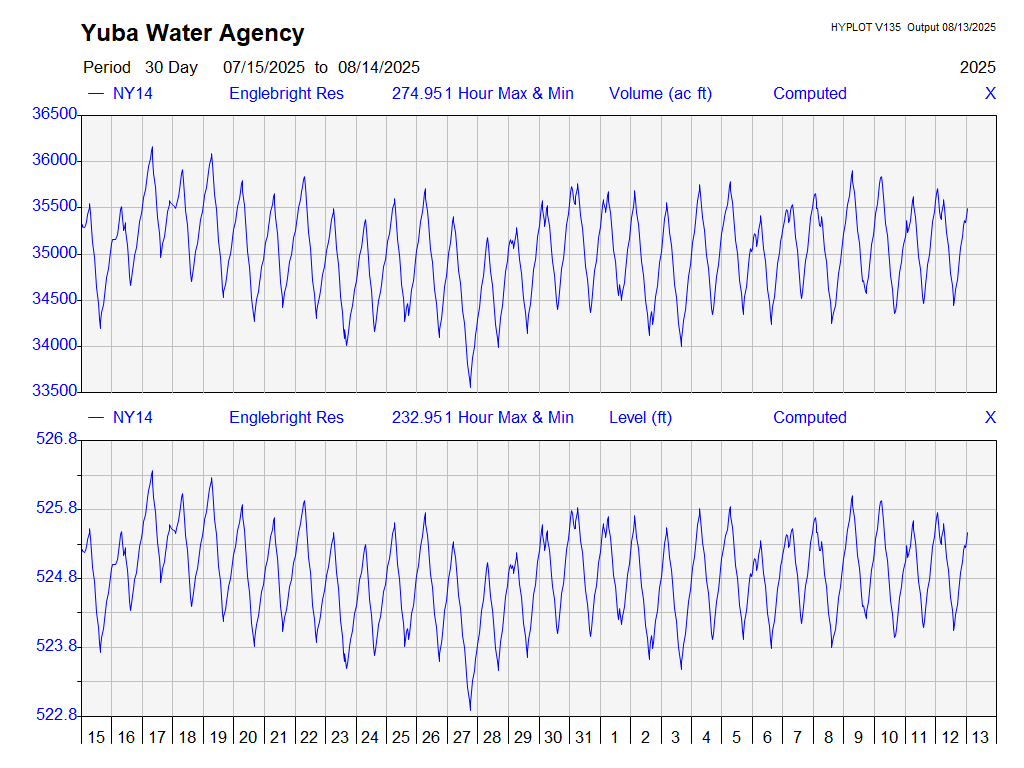 Yuba Water Agency
HYPLOT V135 Output 08/13/2025
Period 30 Day 07/15/2025 to 08/14/2025 2025
NY14 Englebright Res 274.951 Hour Max & Min Volume (ac ft) Computed X
36500
36000
35500
35000
34500
34000
33500
NY14 Englebright Res 232.951 Hour Max & Min Level (ft) Computed X
526.8
525.8
524.8
523.8
522.8
15 16 17 18 19 20 21 22 23 24 25 26 27 28 29 30 31 1 2 3 4 5 6 7 8 9 10 11 12 13